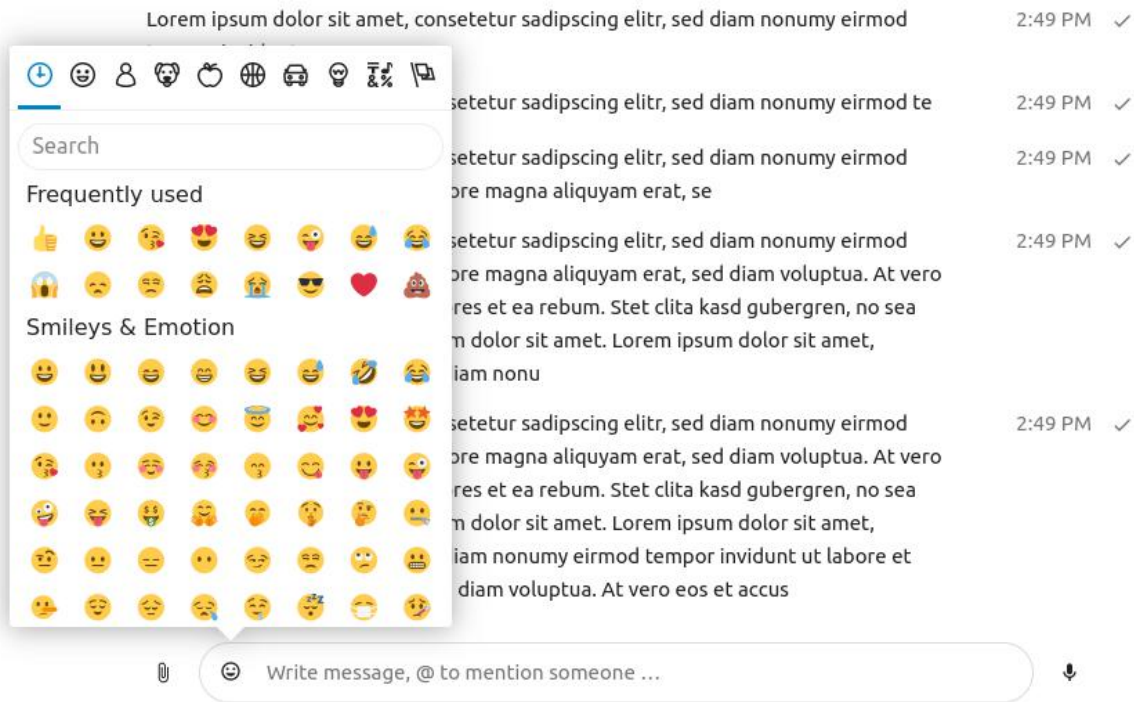 Lorem ipsum dolor sit amet, consetetur sadipscing elitr, sed diam nonumy eirmod 2:49 PM
setetur sadipscing elitr, sed diam nonumy eirmod te 2:49 PM
setetur sadipscing elitr, sed diam nonumy eirmod 2:49 PM
ore magna aliquyam erat, se
setetur sadipscing elitr, sed diam nonumy eirmod 2:49 PM
ore magna aliquyam erat, sed diam voluptua. At vero
res et ea rebum. Stet clita kasd gubergren, no sea
m dolor sit amet. Lorem ipsum dolor sit amet,
iam nonu
setetur sadipscing elitr, sed diam nonumy eirmod 2:49 PM
ore magna aliquyam erat, sed diam voluptua. At vero
res et ea rebum. Stet clita kasd gubergren, no sea
m dolor sit amet. Lorem ipsum dolor sit amet,
iam nonumy eirmod tempor invidunt ut labore et
diam voluptua. At vero eos et accus
Search
Frequently used
Smileys & Emotion
Write message, @ to mention someone …